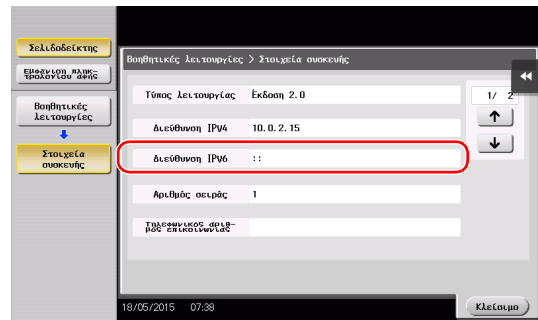 Σελιδοδείκτης
Εμφάνιση πληκ-
τρολογίου αφής
Βοηθητικές
λειτουργίες
Στοιχεία
συσκευής
Βοηθητικές λειτουργίες > Στοιχεία συσκευής
Τύπος λειτουργίας Έκδοση 2.0
1/ 2
Διεύθυνση IPv4 10.0.2.15
Διεύθυνση IPv6 ::
Αριθμός σειράς 1
Τηλεφωνικός αριθ-
μός επικοινωνίας
18/05/2015 07:38
Κλείσιμο